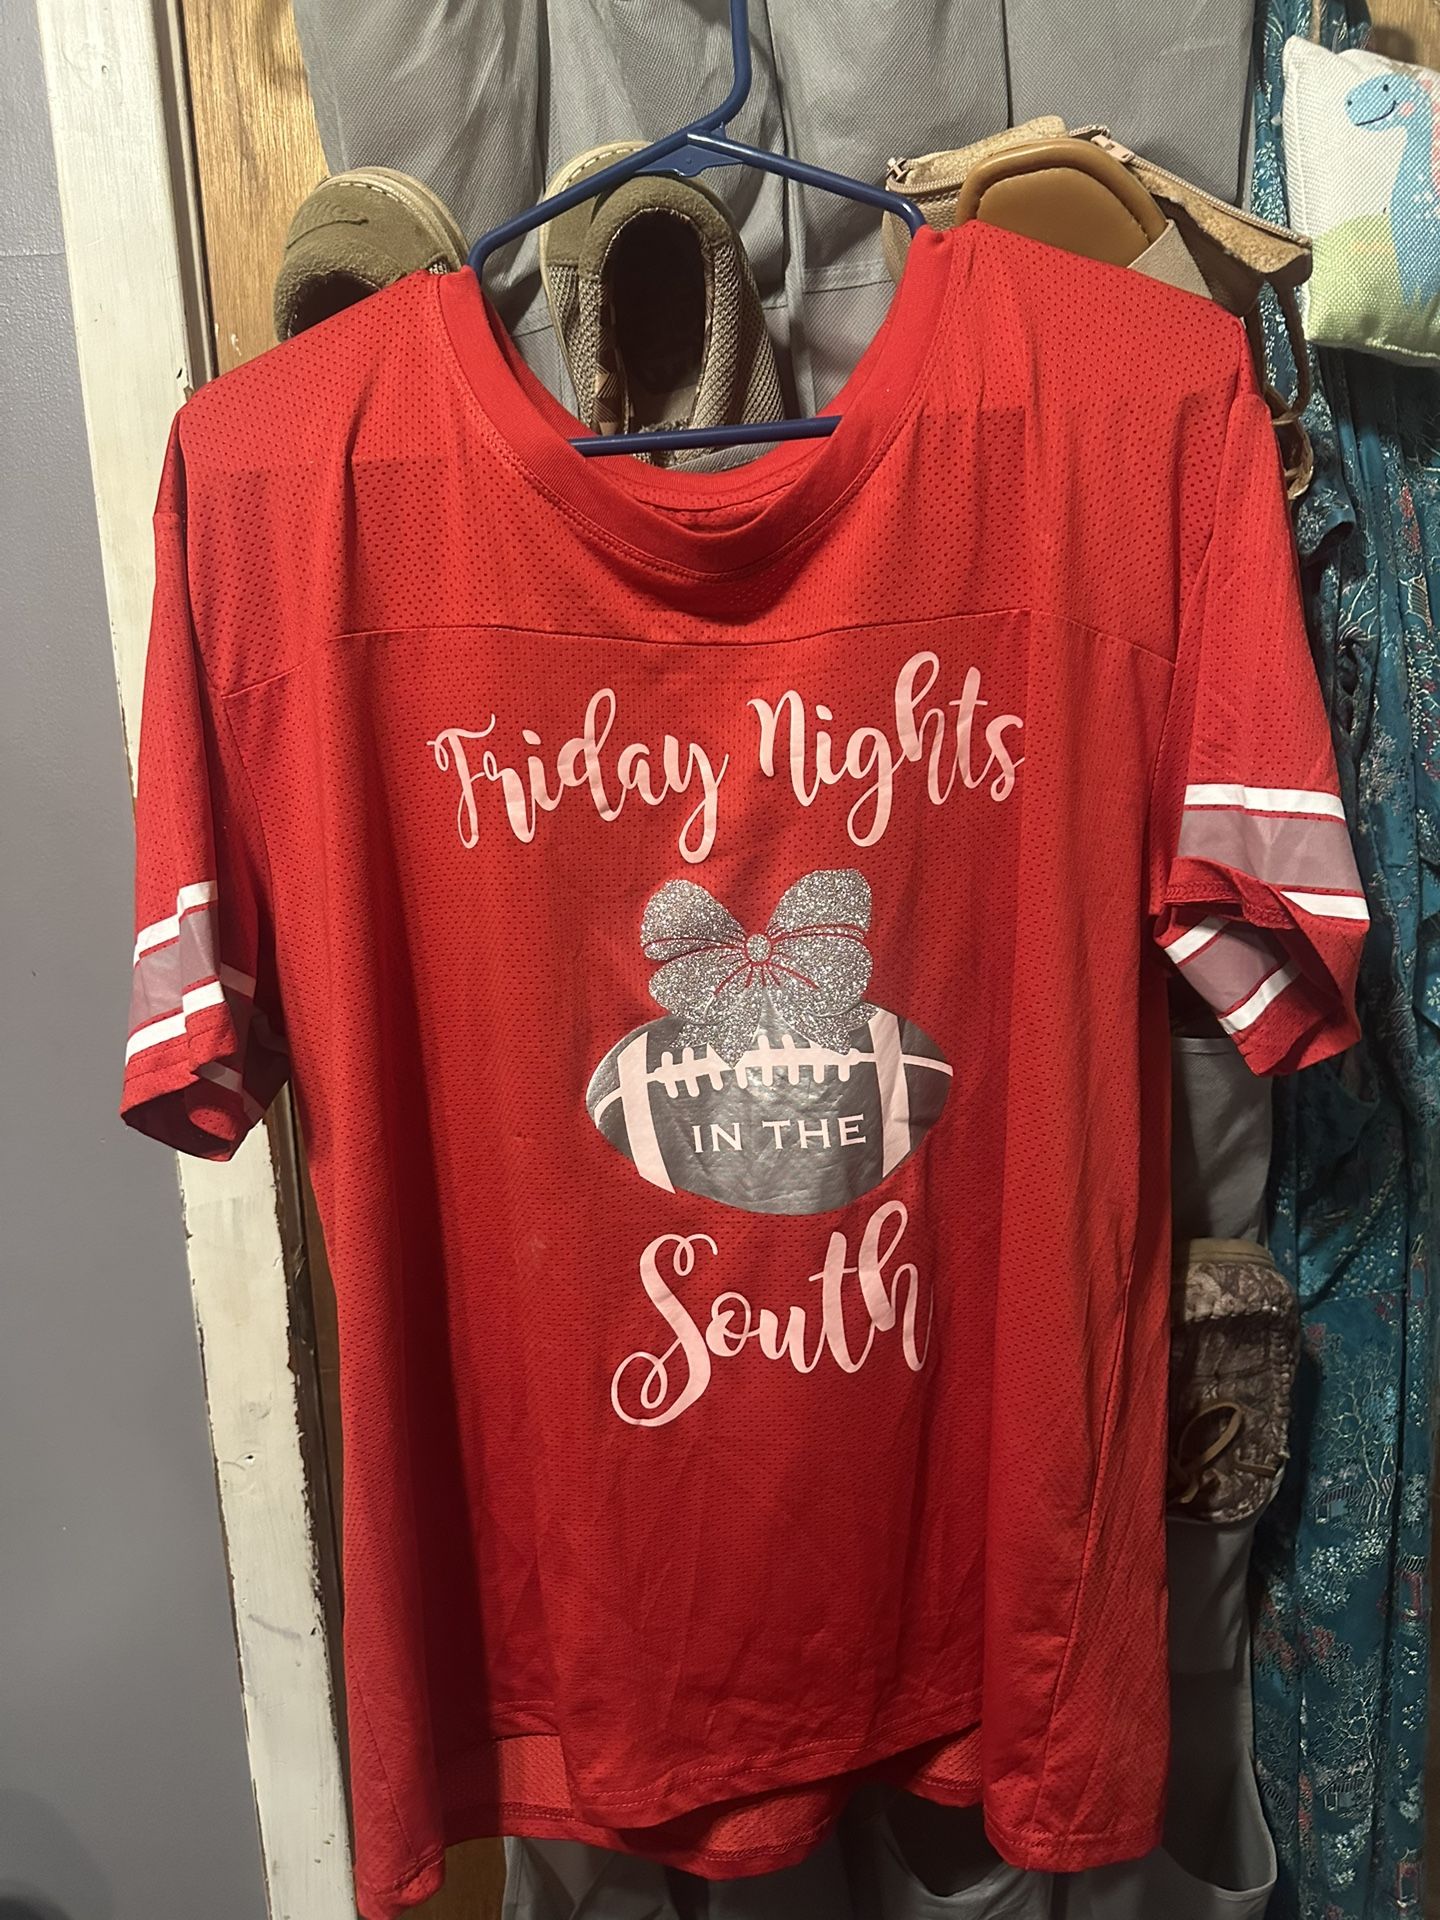 Friday Nights
IN THE
South